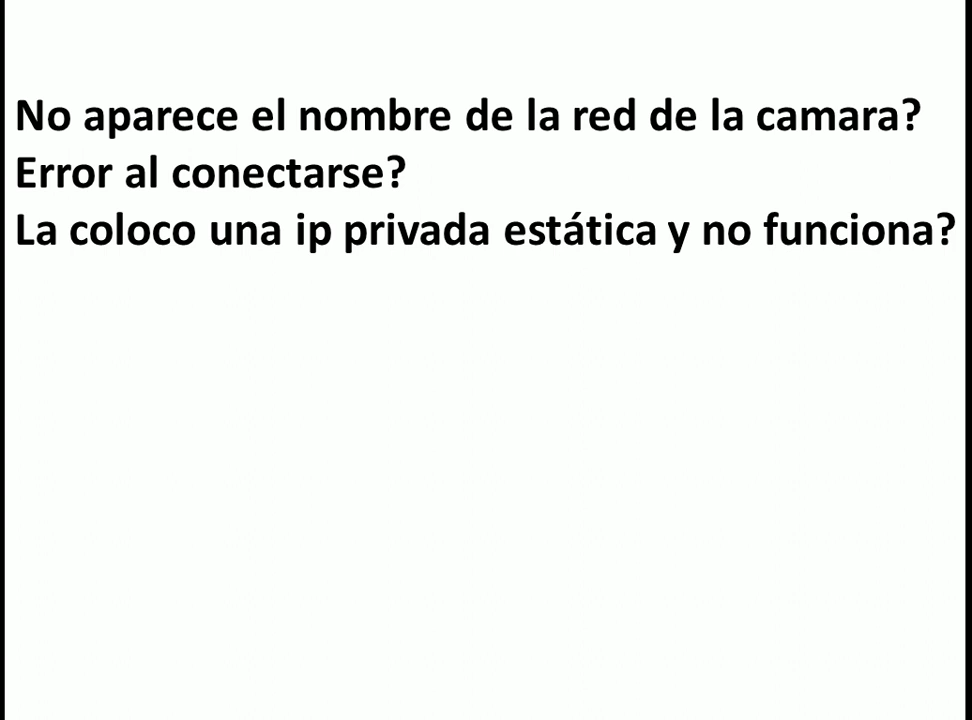 No aparece el nombre de la red de la camara?
Error al conectarse?
La coloco una ip privada estática y no funciona?